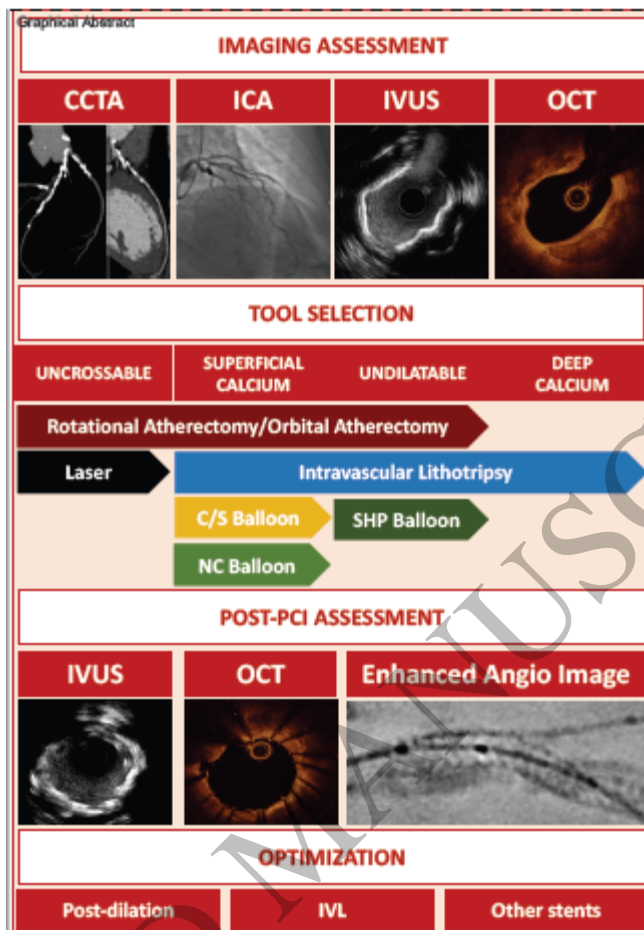 Graphical Abstract
IMAGING ASSESSMENT
CCTA
ICA
IVUS
OCT
TOOL SELECTION
UNCROSSABLE
SUPERFICIAL
CALCIUM
UNDILATABLE
DEEP
CALCIUM
Rotational Atherectomy/Orbital Atherectomy
Laser
Intravascular Lithotripsy
C/S Balloon
SHP Balloon
NC Balloon
POST-PCI ASSESSMENT
IVUS
OCT
Enhanced Angio Image
OPTIMIZATION
Post-dilation
IVL
Other stents
MANUSC